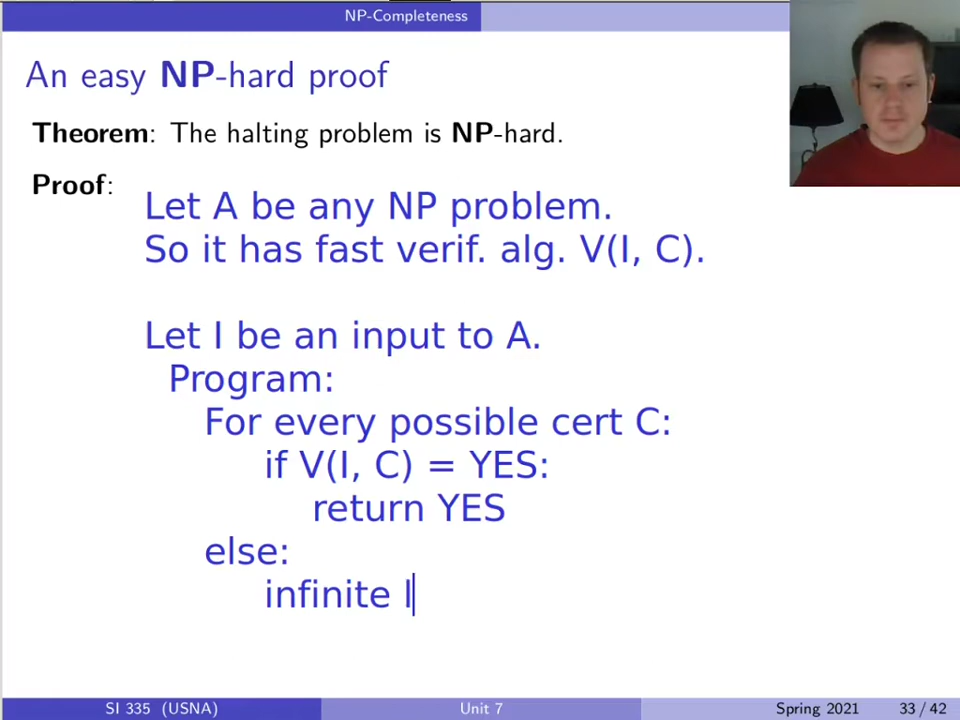 NP-Completeness
An easy NP-hard proof
Theorem: The halting problem is NP-hard.
Proof:
Let A be any NP problem.
So it has fast verif. alg. V(I, C).
Let I be an input to A.
Program:
For every possible cert C:
if V(I, C) = YES:
return YES
else:
infinite l
SI 335 (USNA) Unit 7 Spring 2021 33 / 42